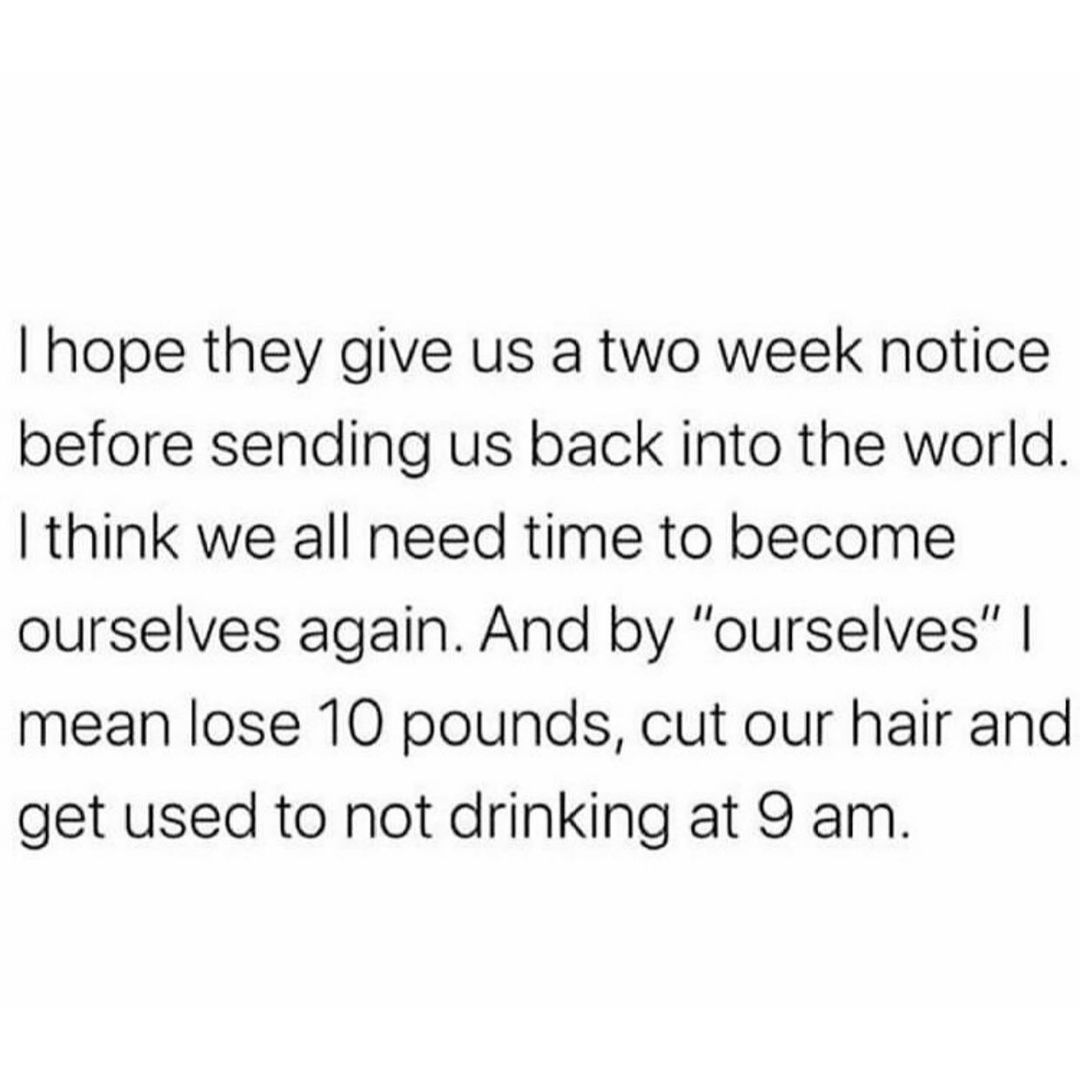 I hope they give us a two week notice
before sending us back into the world.
I think we all need time to become
ourselves again. And by "ourselves" I
mean lose 10 pounds, cut our hair and
get used to not drinking at 9 am.